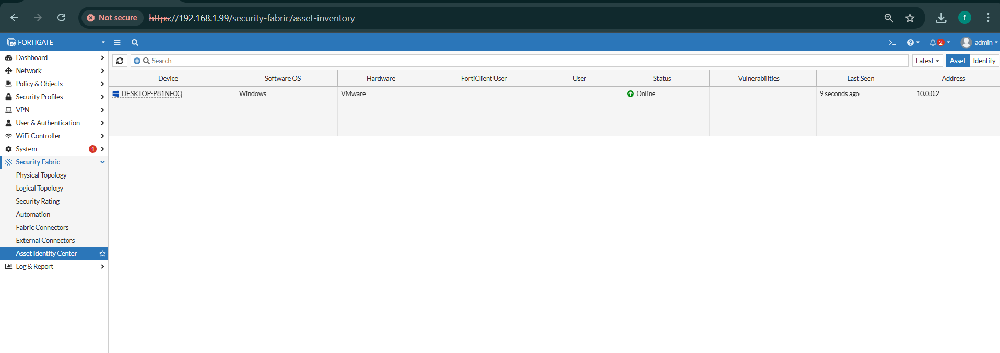 Not secure https://192.168.1.99/security-fabric/asset-inventory f
FORTIGATE 2 admin
Dashboard
Network
Policy & Objects
Security Profiles
VPN
User & Authentication
WiFi Controller
System 1
Security Fabric
Physical Topology
Logical Topology
Security Rating
Automation
Fabric Connectors
External Connectors
Asset Identity Center
Log & Report
Search Latest Asset Identity
Device Software OS Hardware FortiClient User User Status Vulnerabilities Last Seen Address
DESKTOP-P81NF0Q Windows VMware Online 9 seconds ago 10.0.0.2